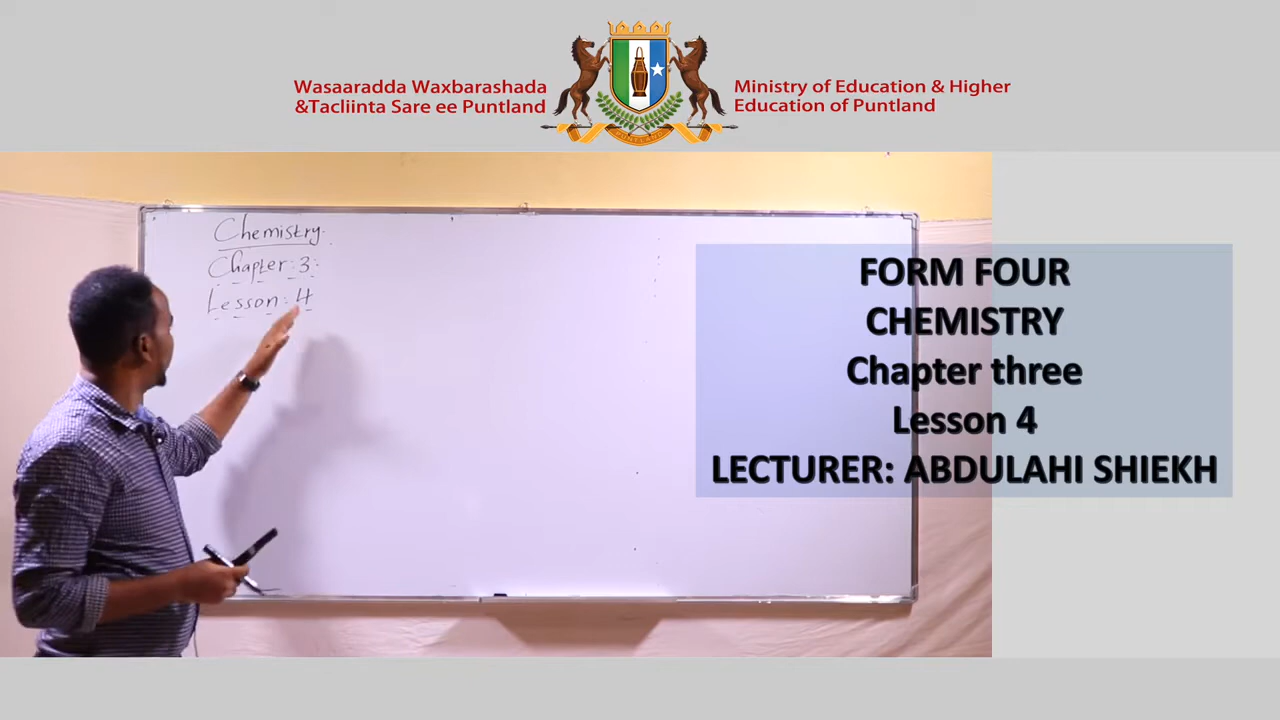 Wasaaradda Waxbarashada
&Tacliinta Sare ee Puntland
Ministry of Education & Higher
Education of Puntland
Chemistry.
Chapter: 3:
Lesson: 4
FORM FOUR
CHEMISTRY
Chapter three
Lesson 4
LECTURER: ABDULAHI SHIEKH